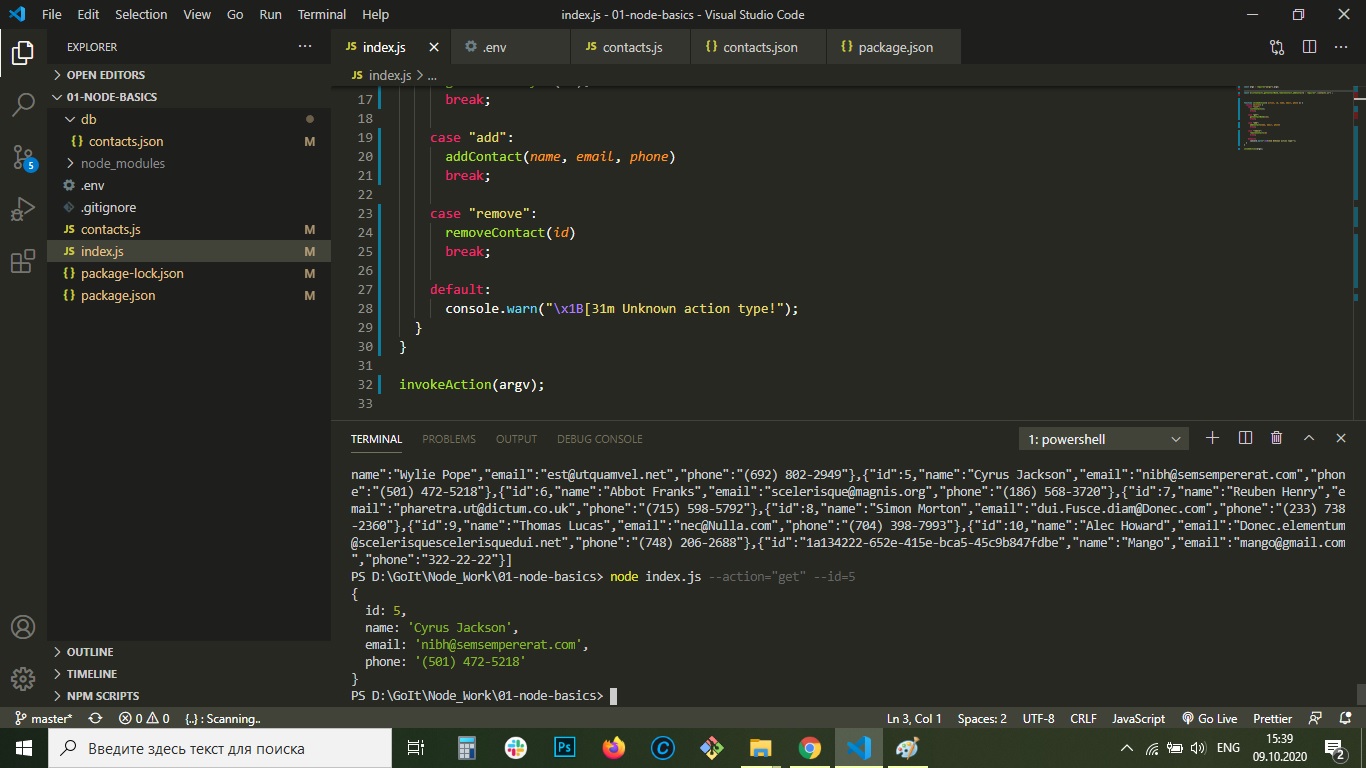 File Edit Selection View Go Run Terminal Help
index.js - 01-node-basics - Visual Studio Code
EXPLORER
OPEN EDITORS
01-NODE-BASICS
db
{} contacts.json M
node_modules
.env
.gitignore
JS contacts.js M
JS index.js M
{} package-lock.json M
{} package.json M
OUTLINE
TIMELINE
NPM SCRIPTS
5
JS index.js
.env
JS contacts.js
{} contacts.json
{} package.json
JS index.js > ...
17 break;
18
19 case "add":
20 addContact(name, email, phone)
21 break;
22
23 case "remove":
24 removeContact(id)
25 break;
26
27 default:
28 console.warn("\x1B[31m Unknown action type!");
29 }
30 }
31
32 invokeAction(argv);
33
TERMINAL PROBLEMS OUTPUT DEBUG CONSOLE
1: powershell
name":"Wylie Pope","email":"est@utquamvel.net","phone":"(692) 802-2949"},{"id":5,"name":"Cyrus Jackson","email":"nibh@semsempererat.com","phon
e":"(501) 472-5218"},{"id":6,"name":"Abbot Franks","email":"scelerisque@magnis.org","phone":"(186) 568-3720"},{"id":7,"name":"Reuben Henry","e
mail":"pharetra.ut@dictum.co.uk","phone":"(715) 598-5792"},{"id":8,"name":"Simon Morton","email":"dui.Fusce.diam@Donec.com","phone":"(233) 738
-2360"},{"id":9,"name":"Thomas Lucas","email":"nec@Nulla.com","phone":"(704) 398-7993"},{"id":10,"name":"Alec Howard","email":"Donec.elementum
@scelerisquescelerisquedui.net","phone":"(748) 206-2688"},{"id":"1a134222-652e-415e-bca5-45c9b847fdbe","name":"Mango","email":"mango@gmail.com
","phone":"322-22-22"}]
PS D:\GoIt\Node_Work\01-node-basics> node index.js --action="get" --id=5
{
id: 5,
name: 'Cyrus Jackson',
email: 'nibh@semsempererat.com',
phone: '(501) 472-5218'
}
PS D:\GoIt\Node_Work\01-node-basics>
master* 0 0 {..} : Scanning..
Ln 3, Col 1 Spaces: 2 UTF-8 CRLF JavaScript Go Live Prettier
Введите здесь текст для поиска
Ps
ENG
15:39
09.10.2020
2